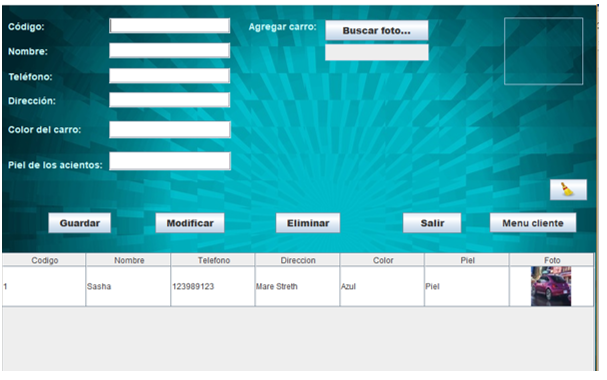 Código:
Agregar carro:
Buscar foto...
Nombre:
Teléfono:
Dirección:
Color del carro:
Piel de los acientos:
Guardar
Modificar
Eliminar
Salir
Menu cliente
Codigo Nombre Telefono Direccion Color Piel Foto
1 Sasha 123989123 Mare Streth Azul Piel